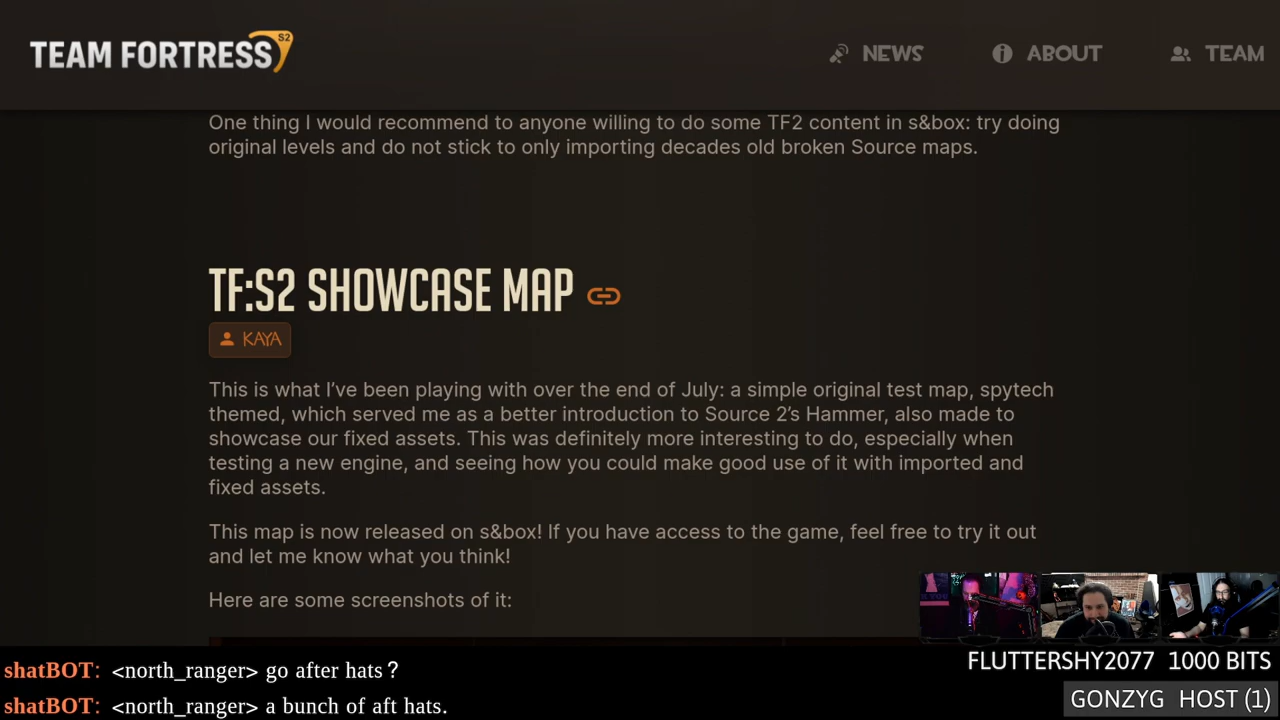 TEAM FORTRESS S2
NEWS
ABOUT
TEAM
One thing I would recommend to anyone willing to do some TF2 content in s&box: try doing
original levels and do not stick to only importing decades old broken Source maps.
TF:S2 SHOWCASE MAP
KAYA
This is what I’ve been playing with over the end of July: a simple original test map, spytech
themed, which served me as a better introduction to Source 2’s Hammer, also made to
showcase our fixed assets. This was definitely more interesting to do, especially when
testing a new engine, and seeing how you could make good use of it with imported and
fixed assets.
This map is now released on s&box! If you have access to the game, feel free to try it out
and let me know what you think!
Here are some screenshots of it:
FLUTTERSHY2077 1000 BITS
GONZYG HOST (1)
shatBOT: <north_ranger> go after hats ?
shatBOT: <north_ranger> a bunch of aft hats.